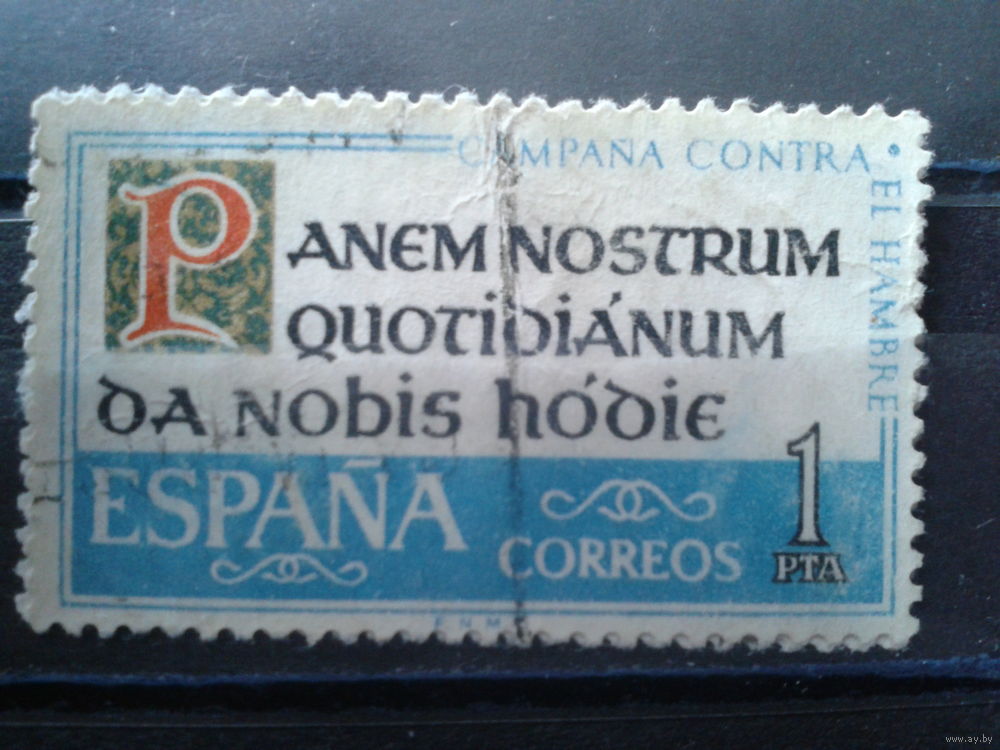 CAMPAÑA CONTRA
EL HAMBRE
PANEM NOSTRUM
QUOTIDIÁNUM
DA NObis hódie
1
PTA
ESPAÑA
CORREOS
www.ay.by